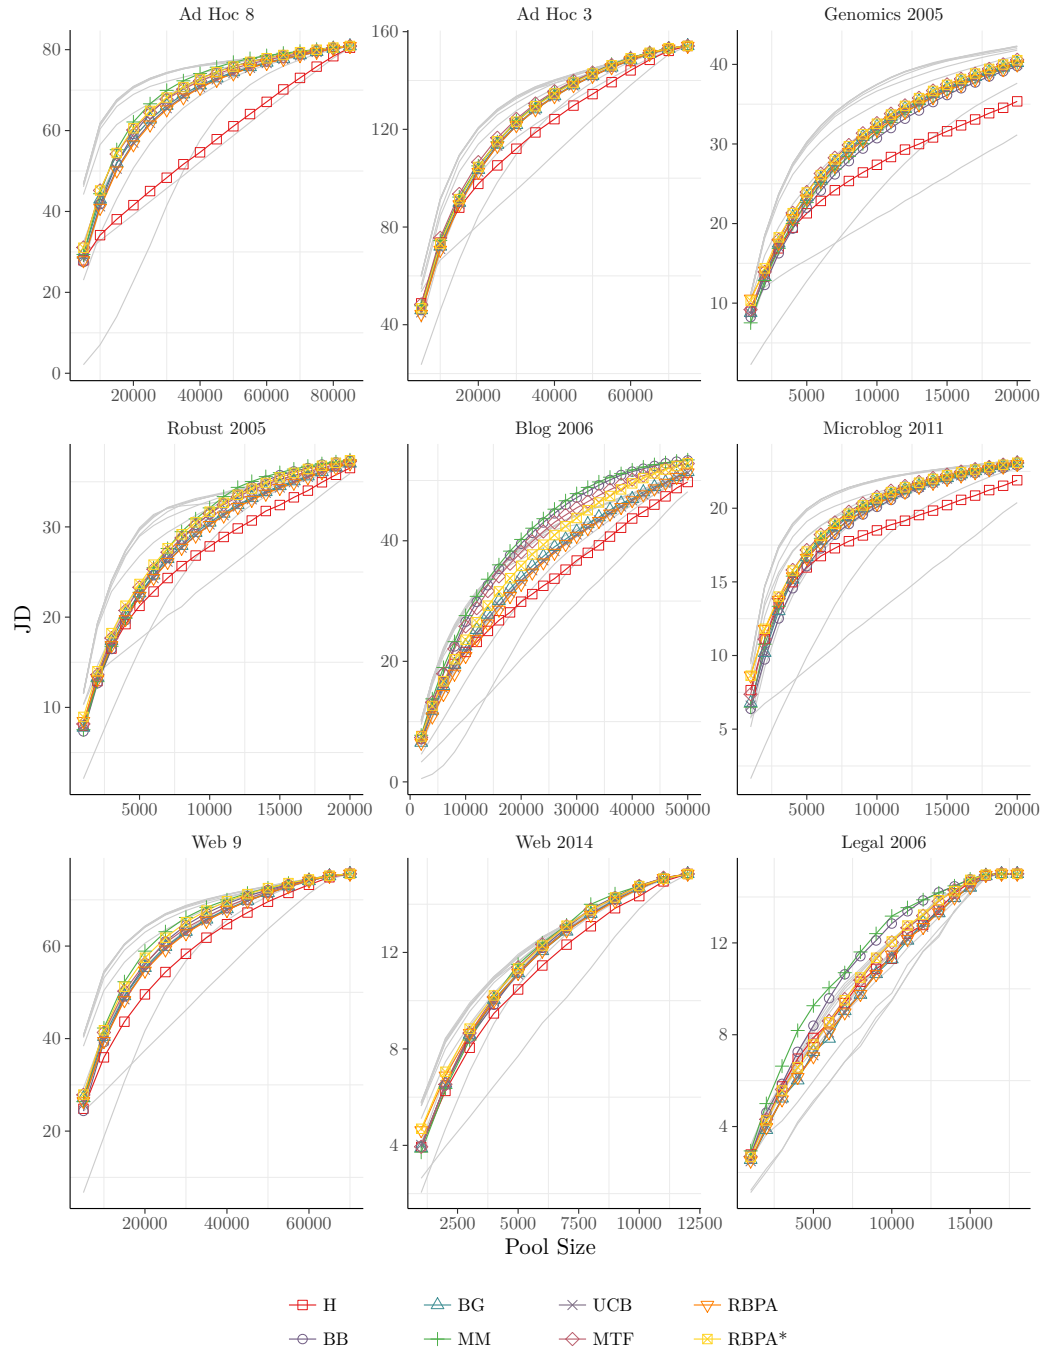 Ad Hoc 8
Ad Hoc 3
Genomics 2005
80
60
40
20
0
160
120
80
40
40
30
20
10
20000 40000 60000 80000
20000 40000 60000
5000 10000 15000 20000
Robust 2005
Blog 2006
Microblog 2011
JD
30
20
10
40
20
0
20
15
10
5
5000 10000 15000 20000
0 10000 20000 30000 40000 50000
5000 10000 15000 20000
Web 9
Web 2014
Legal 2006
60
40
20
12
8
4
12
8
4
20000 40000 60000
2500 5000 7500 10000 12500
5000 10000 15000
Pool Size
H BG UCB RBPA
BB MM MTF RBPA*